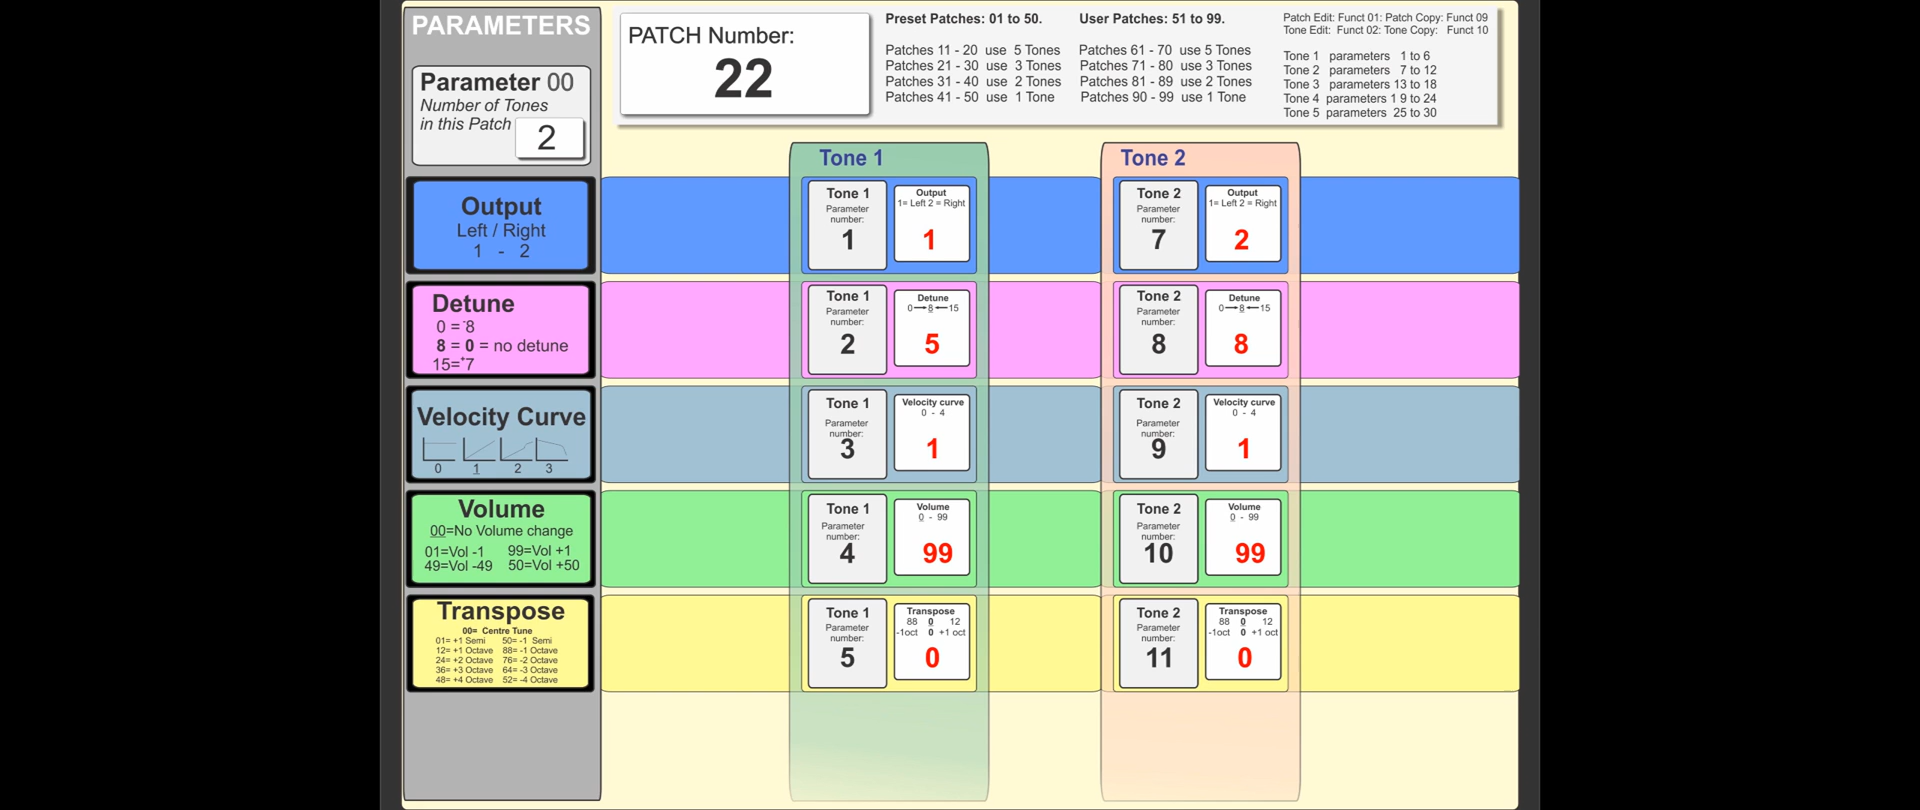 PARAMETERS
Parameter 00
Number of Tones
in this Patch
2
PATCH Number:
22
Preset Patches: 01 to 50.
Patches 11 - 20 use 5 Tones
Patches 21 - 30 use 3 Tones
Patches 31 - 40 use 2 Tones
Patches 41 - 50 use 1 Tone
User Patches: 51 to 99.
Patches 61 - 70 use 5 Tones
Patches 71 - 80 use 3 Tones
Patches 81 - 89 use 2 Tones
Patches 90 - 99 use 1 Tone
Patch Edit: Funct 01: Patch Copy: Funct 09
Tone Edit: Funct 02: Tone Copy: Funct 10
Tone 1 parameters 1 to 6
Tone 2 parameters 7 to 12
Tone 3 parameters 13 to 18
Tone 4 parameters 1 9 to 24
Tone 5 parameters 25 to 30
Tone 1
Tone 2
Output
Left / Right
1 - 2
Tone 1
Parameter
number:
1
Output
1= Left 2 = Right
1
Tone 2
Parameter
number:
7
Output
1= Left 2 = Right
2
Detune
0 = -8
8 = 0 = no detune
15=+7
Tone 1
Parameter
number:
2
Detune
0→8←15
5
Tone 2
Parameter
number:
8
Detune
0→8←15
8
Velocity Curve
0 1 2 3
Tone 1
Parameter
number:
3
Velocity curve
0 - 4
1
Tone 2
Parameter
number:
9
Velocity curve
0 - 4
1
Volume
00=No Volume change
01=Vol -1 99=Vol +1
49=Vol -49 50=Vol +50
Tone 1
Parameter
number:
4
Volume
0 - 99
99
Tone 2
Parameter
number:
10
Volume
0 - 99
99
Transpose
00= Centre Tune
01= +1 Semi 50= -1 Semi
12= +1 Octave 88= -1 Octave
24= +2 Octave 76= -2 Octave
36= +3 Octave 64= -3 Octave
48= +4 Octave 52= -4 Octave
Tone 1
Parameter
number:
5
Transpose
88 0 12
-1oct 0 +1 oct
0
Tone 2
Parameter
number:
11
Transpose
88 0 12
-1oct 0 +1 oct
0